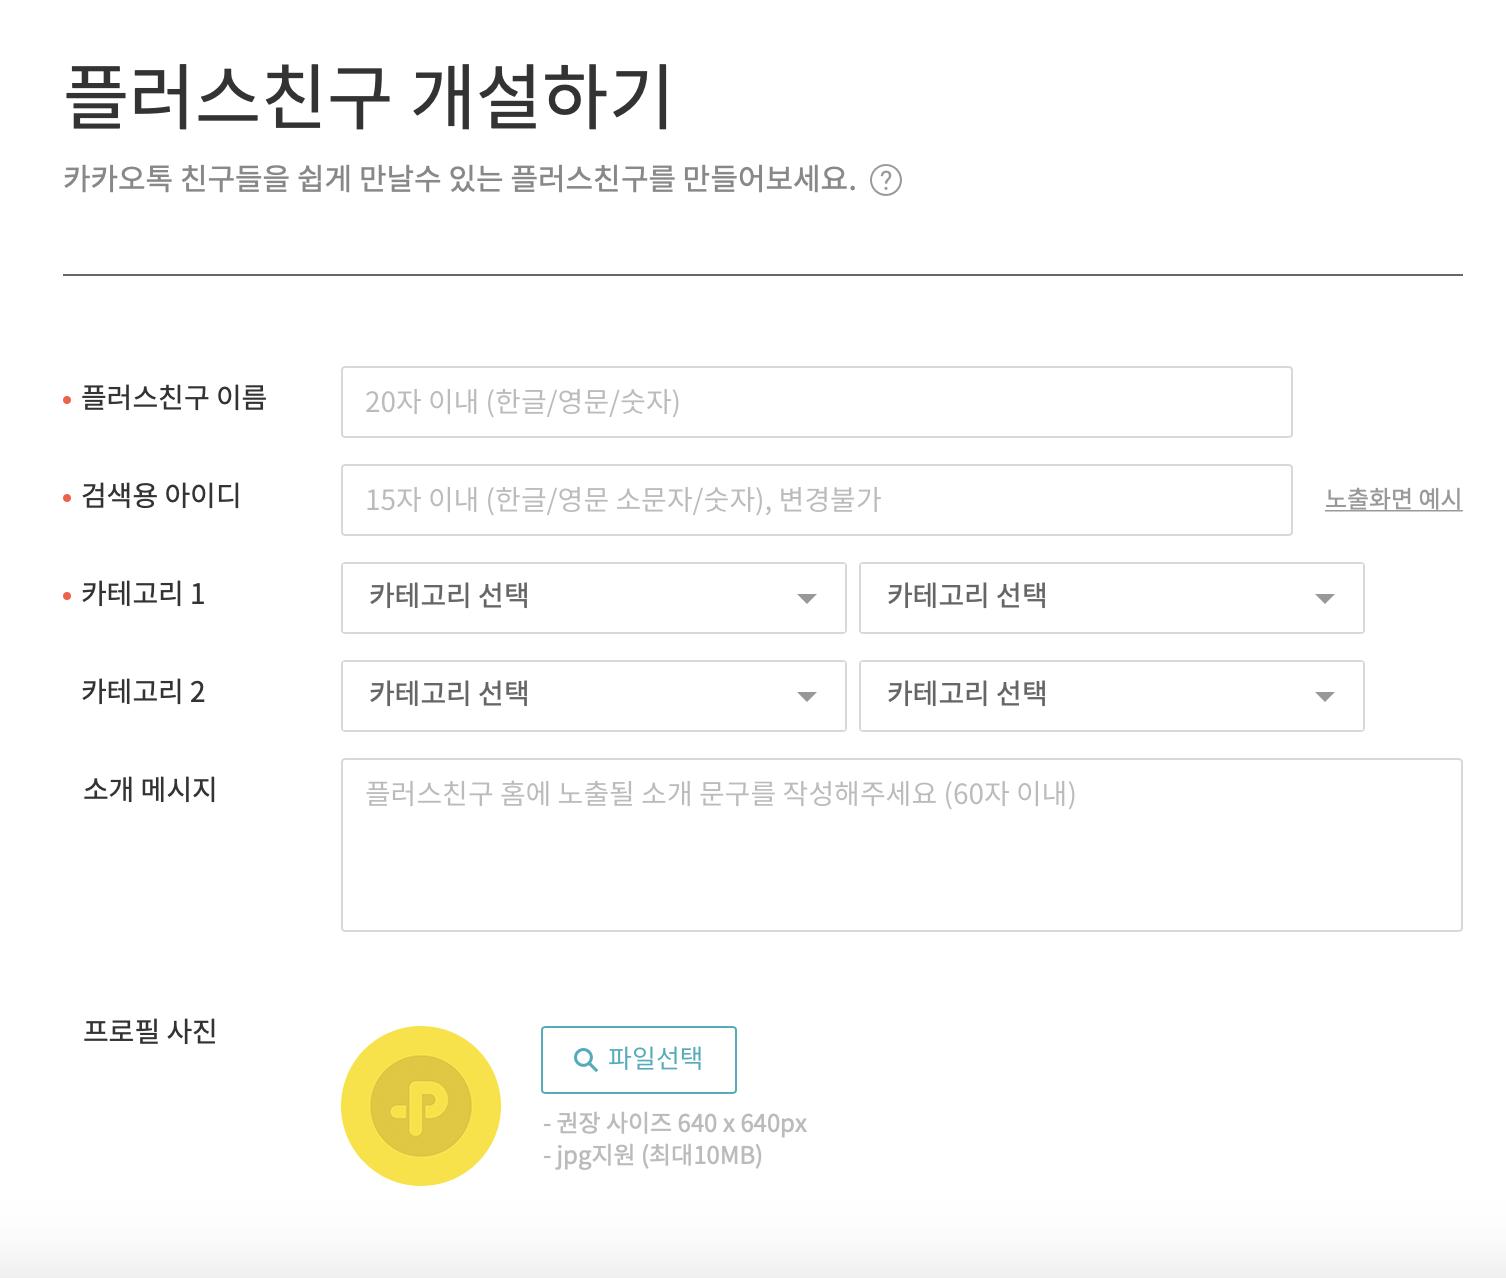 플러스친구 개설하기
카카오톡 친구들을 쉽게 만날수 있는 플러스친구를 만들어보세요. ?
플러스친구 이름
20자 이내 (한글/영문/숫자)
검색용 아이디
15자 이내 (한글/영문 소문자/숫자), 변경불가
노출화면 예시
카테고리 1
카테고리 선택
카테고리 선택
카테고리 2
카테고리 선택
카테고리 선택
소개 메시지
플러스친구 홈에 노출될 소개 문구를 작성해주세요 (60자 이내)
프로필 사진
파일선택
- 권장 사이즈 640 x 640px
- jpg지원 (최대10MB)